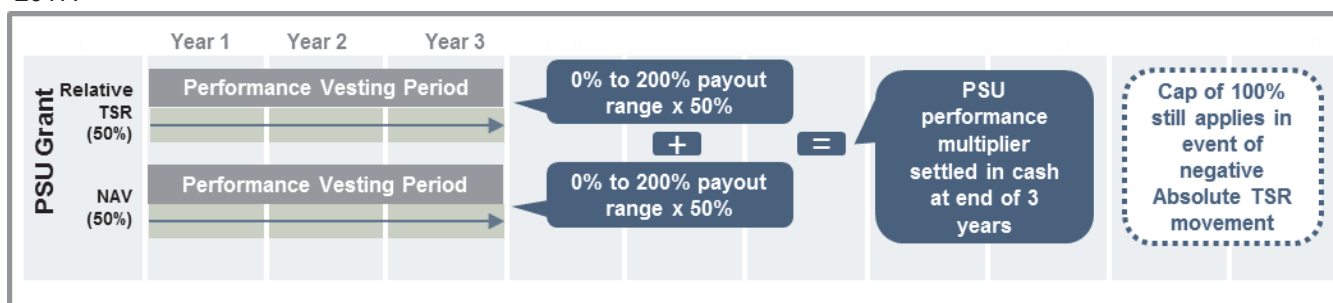 Year 1 Year 2 Year 3
PSU Grant
Relative
TSR
(50%)
Performance Vesting Period
0% to 200% payout
range x 50%
+
NAV
(50%)
Performance Vesting Period
0% to 200% payout
range x 50%
=
PSU
performance
multiplier
settled in cash
at end of 3
years
Cap of 100%
still applies in
event of
negative
Absolute TSR
movement